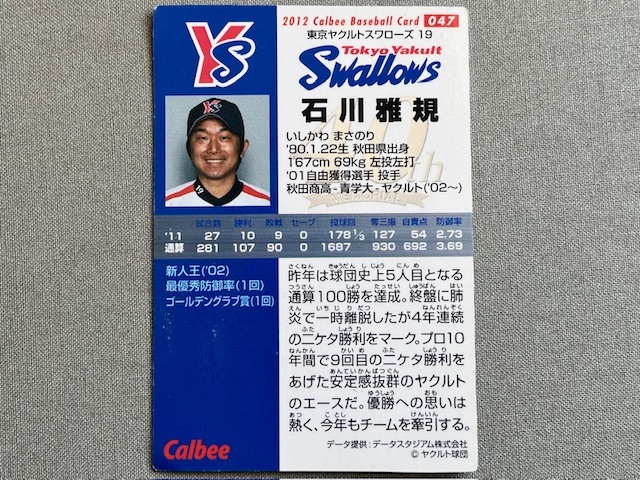 YS
2012 Calbee Baseball Card 047
東京ヤクルトスワローズ 19
Tokyo Yakult
Swallows
石川雅規
いしかわ まさのり
'80.1.22生 秋田県出身
167cm 69kg 左投左打
'01自由獲得選手 投手
秋田商高-青学大-ヤクルト('02〜)
試合数 勝利 敗戦 セーブ 投球回 奪三振 自責点 防御率
'11 27 10 9 0 178 1/3 127 54 2.73
通算 281 107 90 0 1687 930 692 3.69
新人王('02)
最優秀防御率(1回)
ゴールデングラブ賞(1回)
昨年は球団史上5人目となる
通算100勝を達成。終盤に肺
炎で一時離脱したが4年連続
の二ケタ勝利をマーク。プロ10
年間で9回目の二ケタ勝利を
あげた安定感抜群のヤクルト
のエースだ。優勝への思いは
熱く、今年もチームを牽引する。
データ提供:データスタジアム株式会社
Calbee
©ヤクルト球団